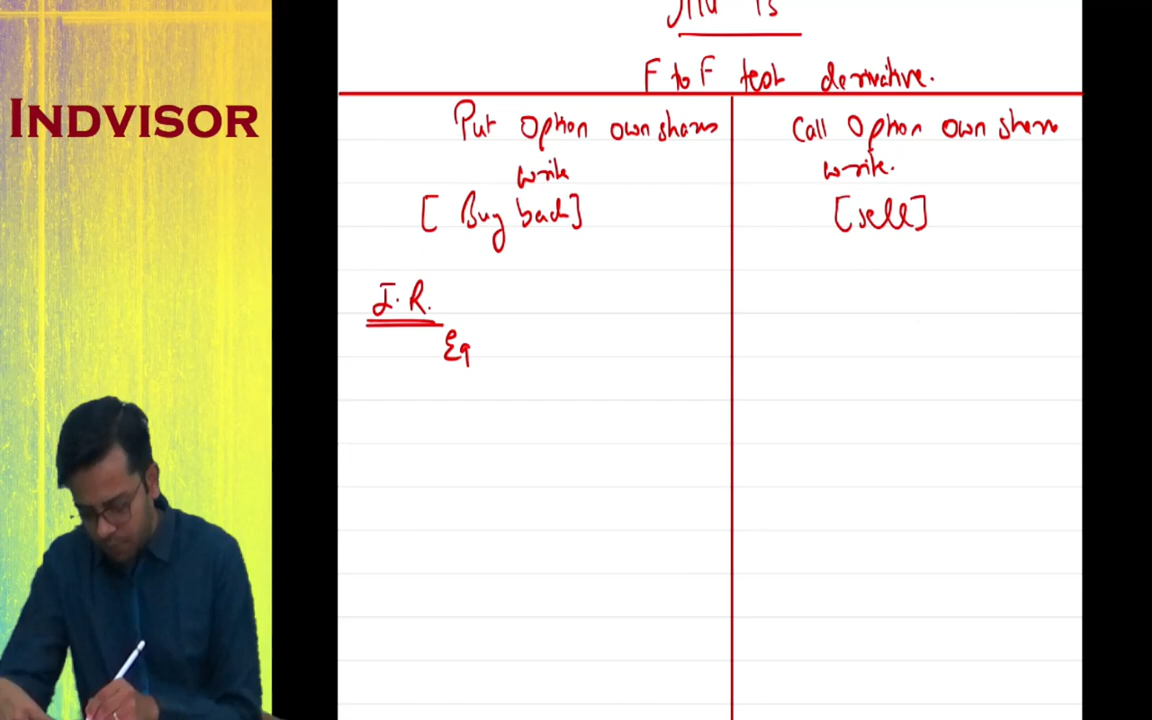 INDVISOR
F to F test derivative.
Put Option own shares
write
[Buy back]
Call Option own shares
write.
[sell]
I.R.
Eq